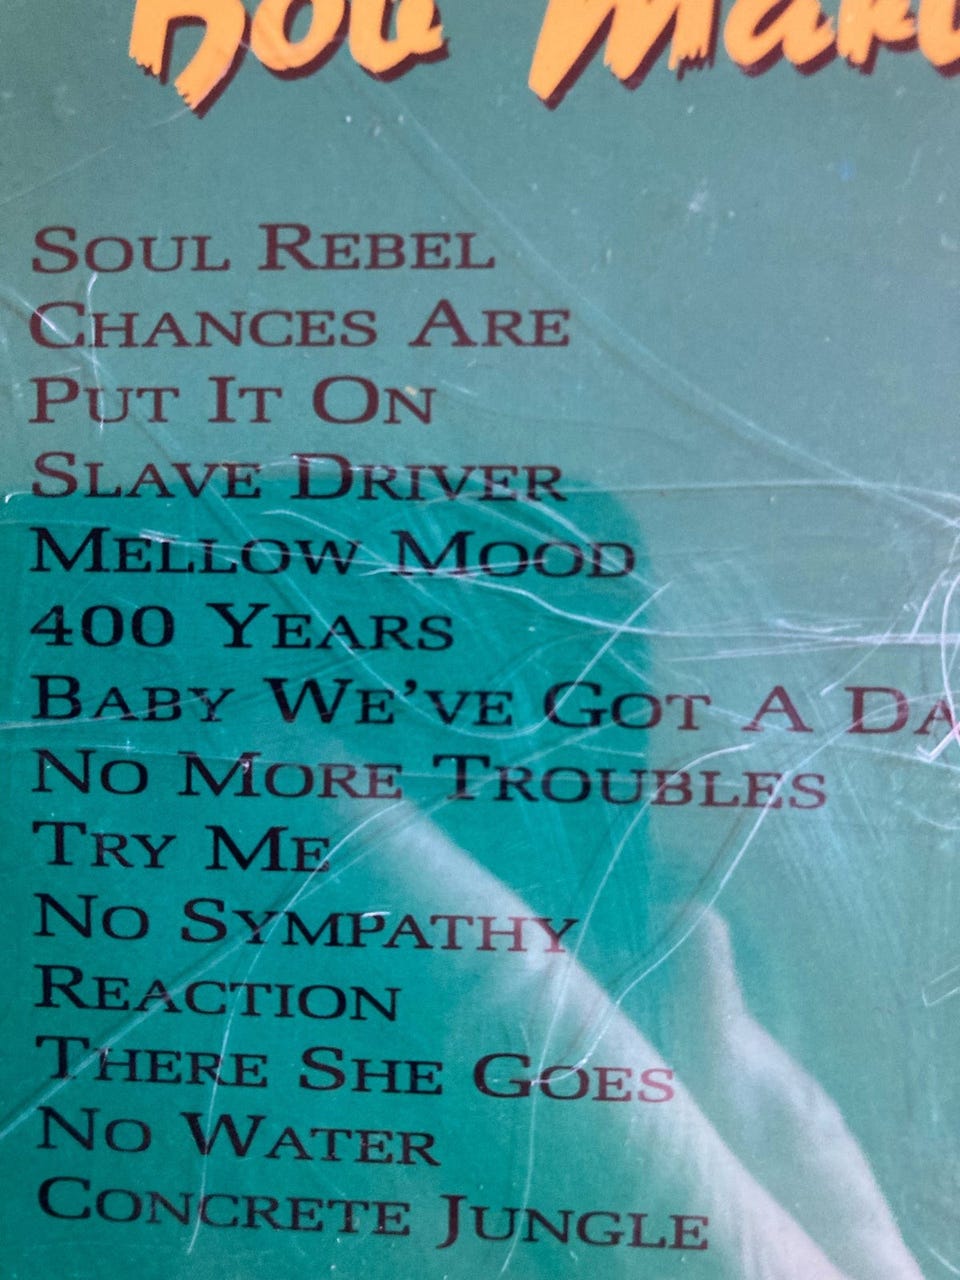 Soul Rebel
Chances Are
Put It On
Slave Driver
Mellow Mood
400 Years
Baby We've Got A
No More Troubles
Try Me
No Sympathy
Reaction
There She Goes
No Water
Concrete Jungle